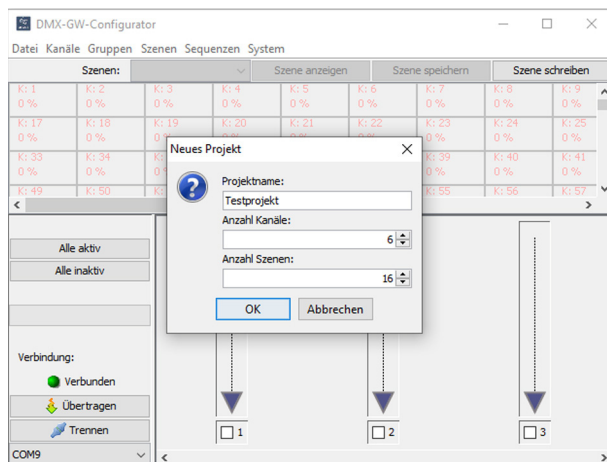 DMX-GW-Configurator
Datei Kanäle Gruppen Szenen Sequenzen System
Szenen: Szene anzeigen Szene speichern Szene schreiben
K: 1 K: 2 K: 3 K: 4 K: 5 K: 6 K: 7 K: 8 K: 9
0 % 0 % 0 % 0 % 0 % 0 % 0 % 0 % 0 %
K: 17 K: 18 K: 19 K: 20 K: 21 K: 22 K: 23 K: 24 K: 25
0 % 0 % 0 % 0 % 0 %
Neues Projekt
K: 33 K: 34 K: 39 K: 40 K: 41
0 % 0 % 0 % 0 % 0 %
K: 49 K: 50 K: 55 K: 56 K: 57
Projektname:
Testprojekt
Anzahl Kanäle:
6
Anzahl Szenen:
16
OK Abbrechen
Alle aktiv
Alle inaktiv
Verbindung:
Verbunden
Übertragen
Trennen
COM9
1 2 3